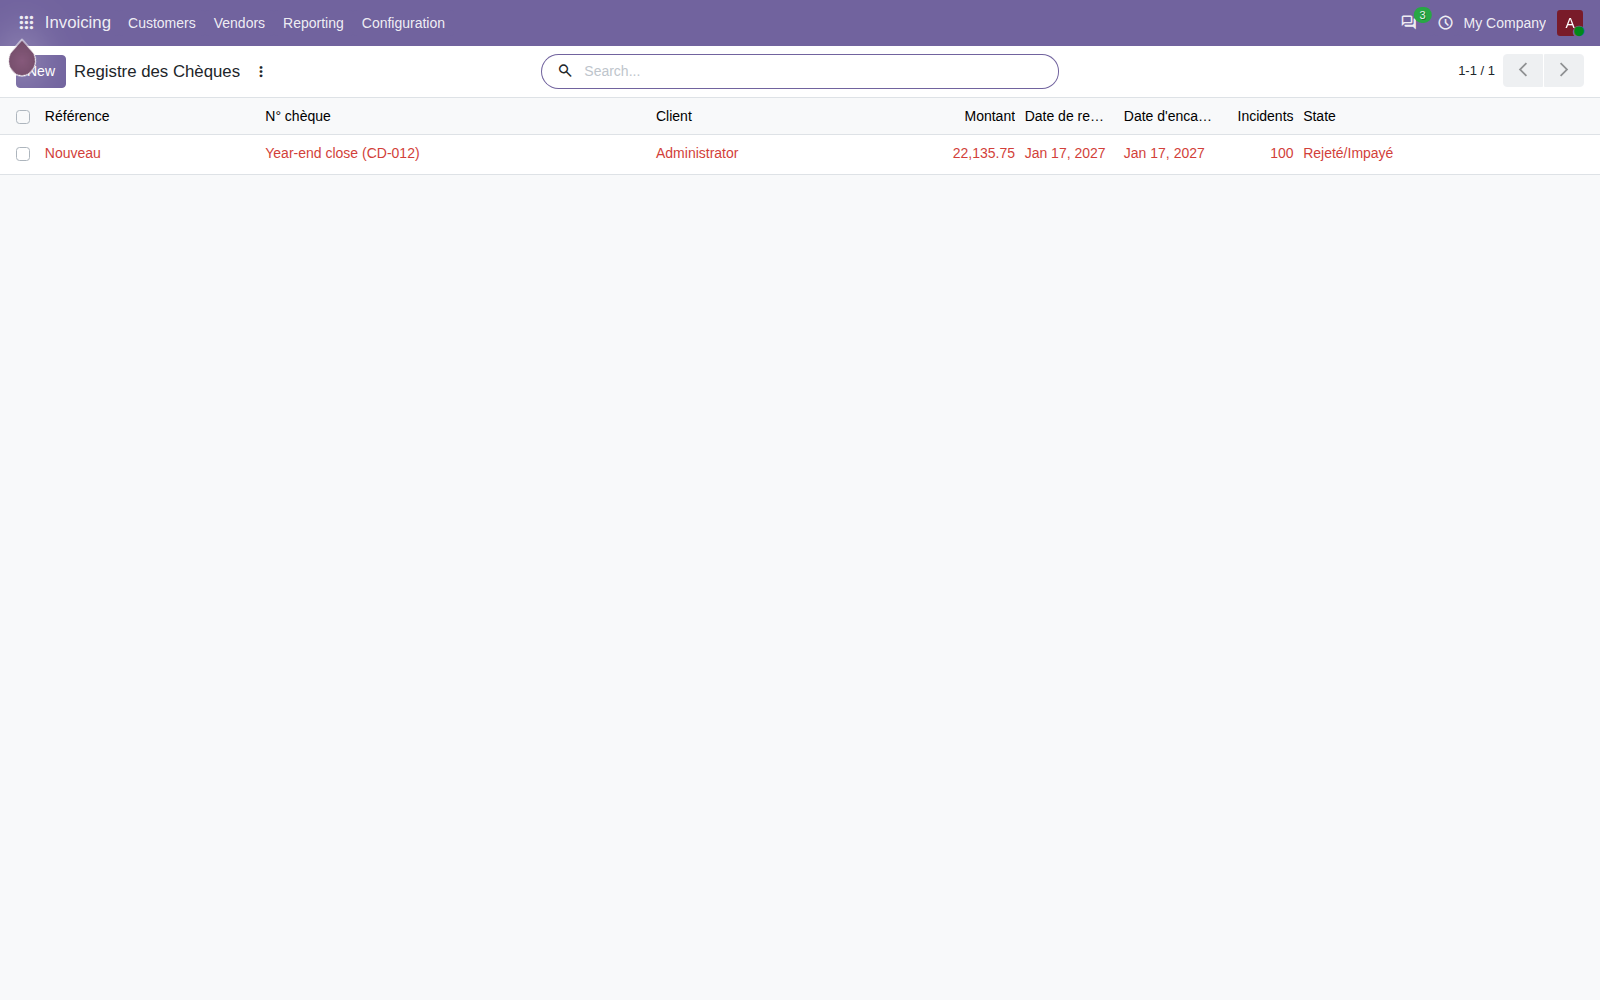 Invoicing Customers Vendors Reporting Configuration 3 My Company A
New Registre des Chèques Search... 1-1 / 1
Référence N° chèque Client Montant Date de re… Date d'enca… Incidents State
Nouveau Year-end close (CD-012) Administrator 22,135.75 Jan 17, 2027 Jan 17, 2027 100 Rejeté/Impayé